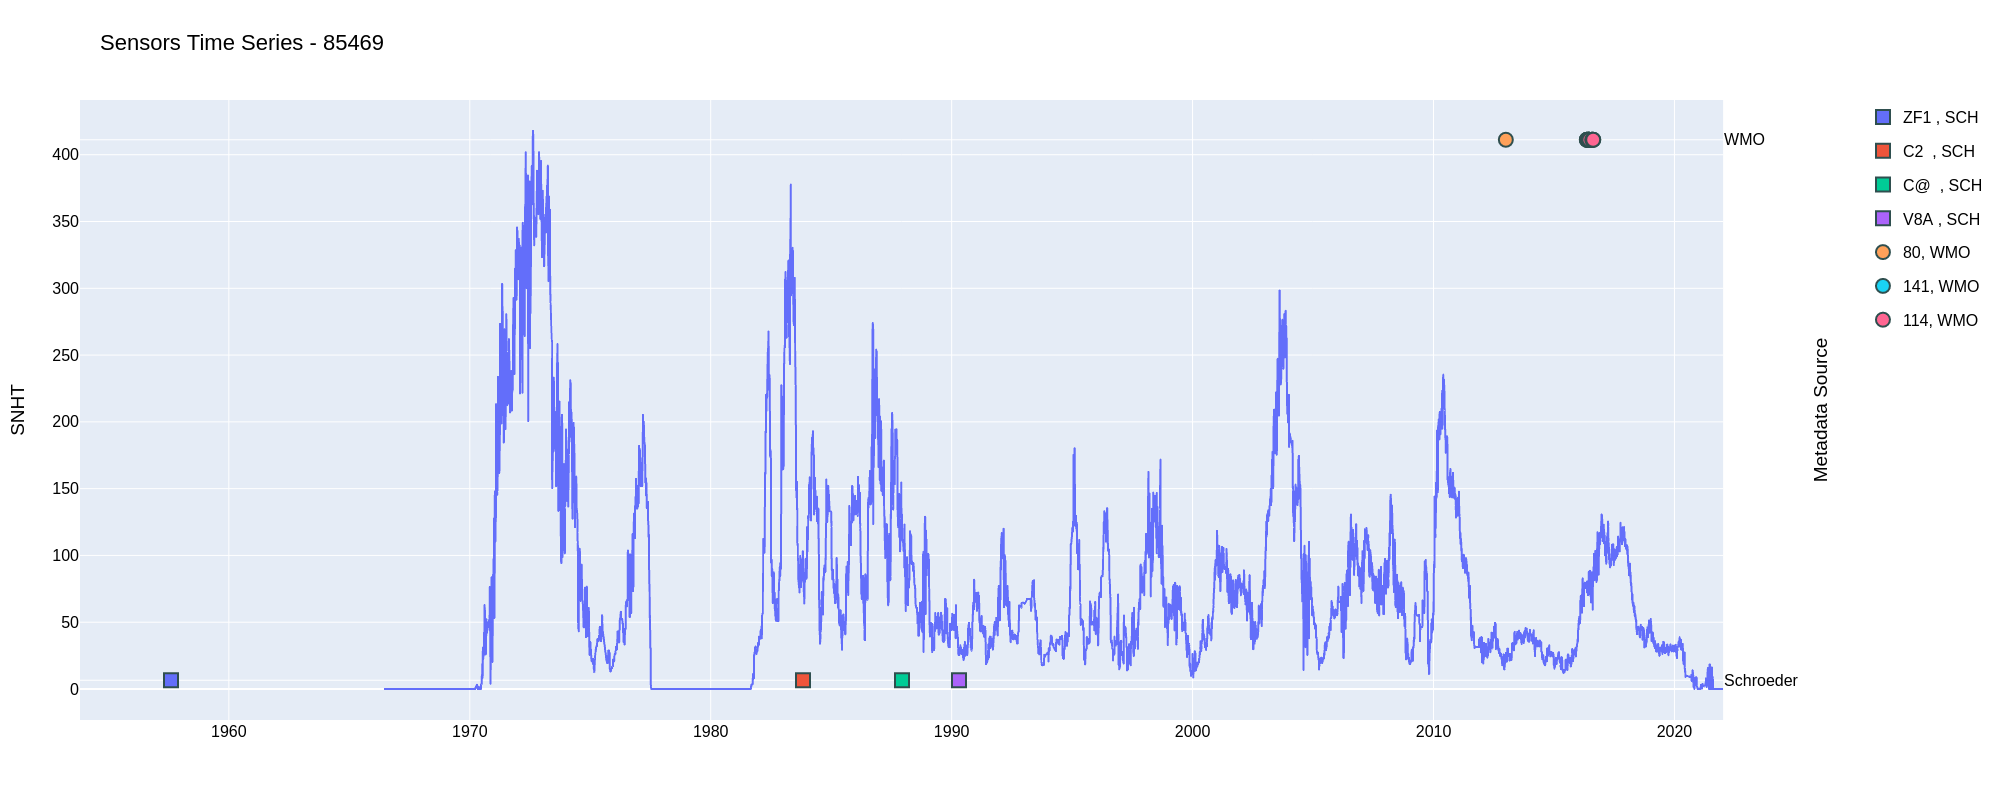 Sensors Time Series - 85469
SNHT
400
350
300
250
200
150
100
50
0
1960
1970
1980
1990
2000
2010
2020
WMO
Schroeder
Metadata Source
ZF1 , SCH
C2  , SCH
C@  , SCH
V8A , SCH
80, WMO
141, WMO
114, WMO